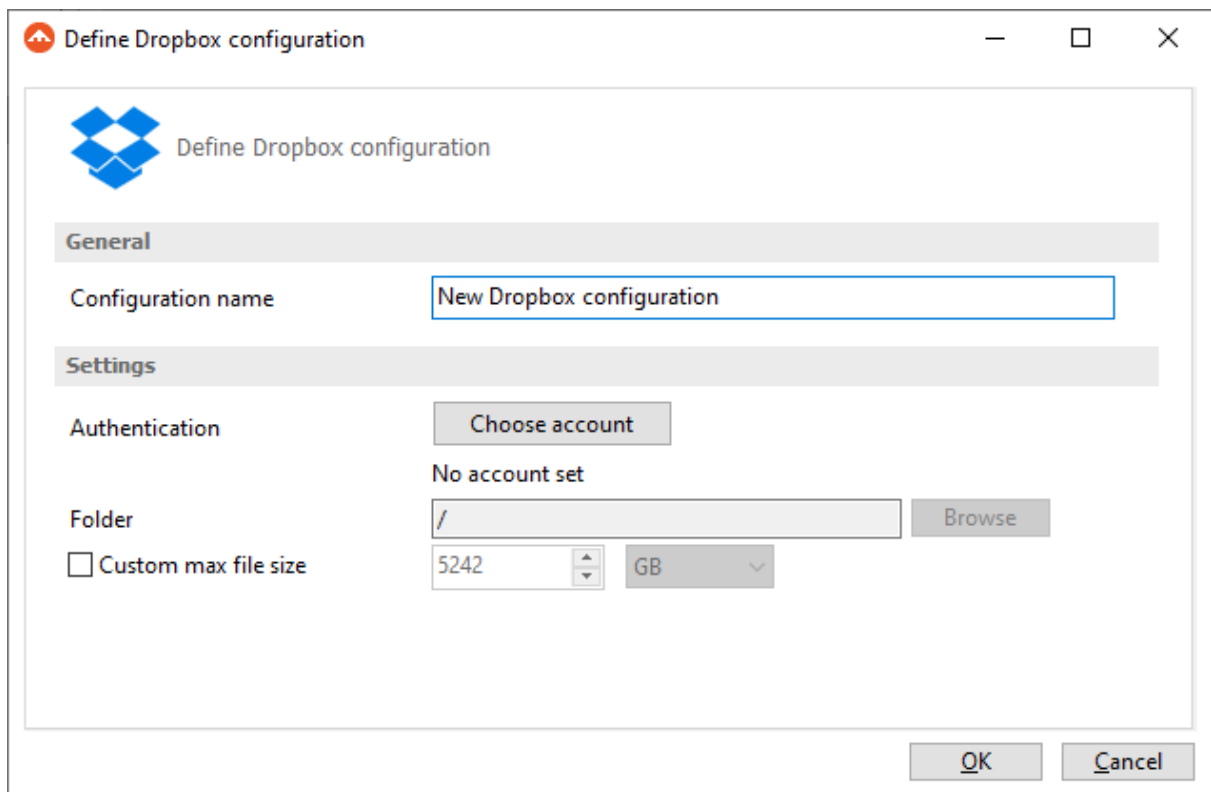 Define Dropbox configuration
Define Dropbox configuration
General
Configuration name New Dropbox configuration
Settings
Authentication Choose account
No account set
Folder / Browse
Custom max file size 5242 GB
OK Cancel